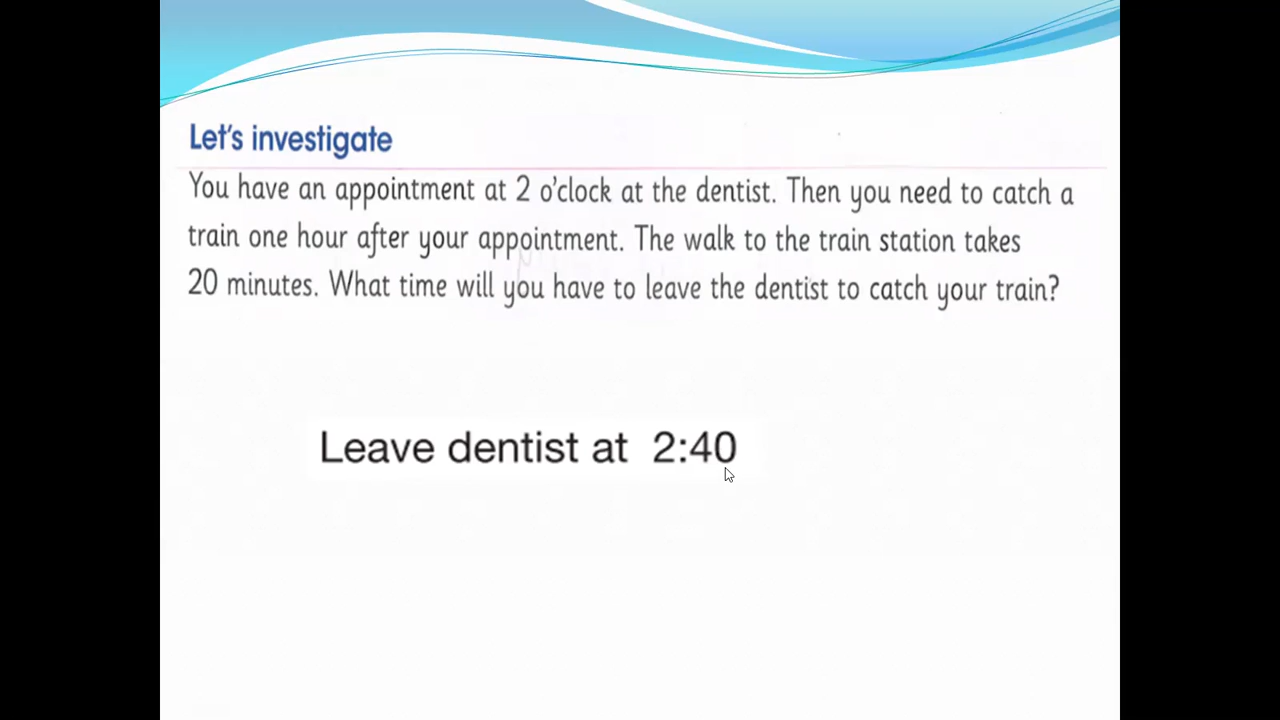 Let's investigate
You have an appointment at 2 o'clock at the dentist. Then you need to catch a
train one hour after your appointment. The walk to the train station takes
20 minutes. What time will you have to leave the dentist to catch your train?
Leave dentist at 2:40